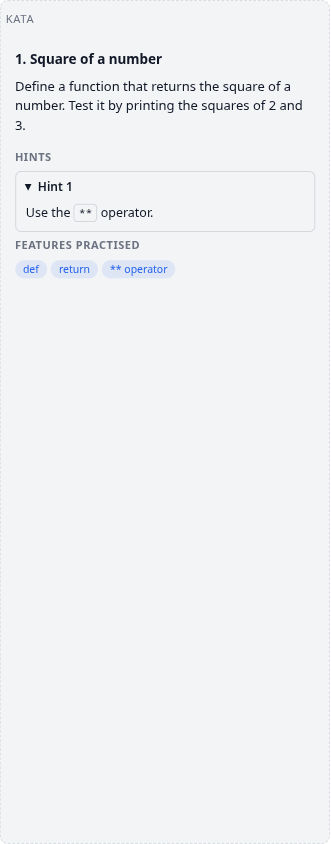 KATA
1. Square of a number
Define a function that returns the square of a
number. Test it by printing the squares of 2 and
3.
HINTS
▼ Hint 1
Use the ** operator.
FEATURES PRACTISED
def return ** operator